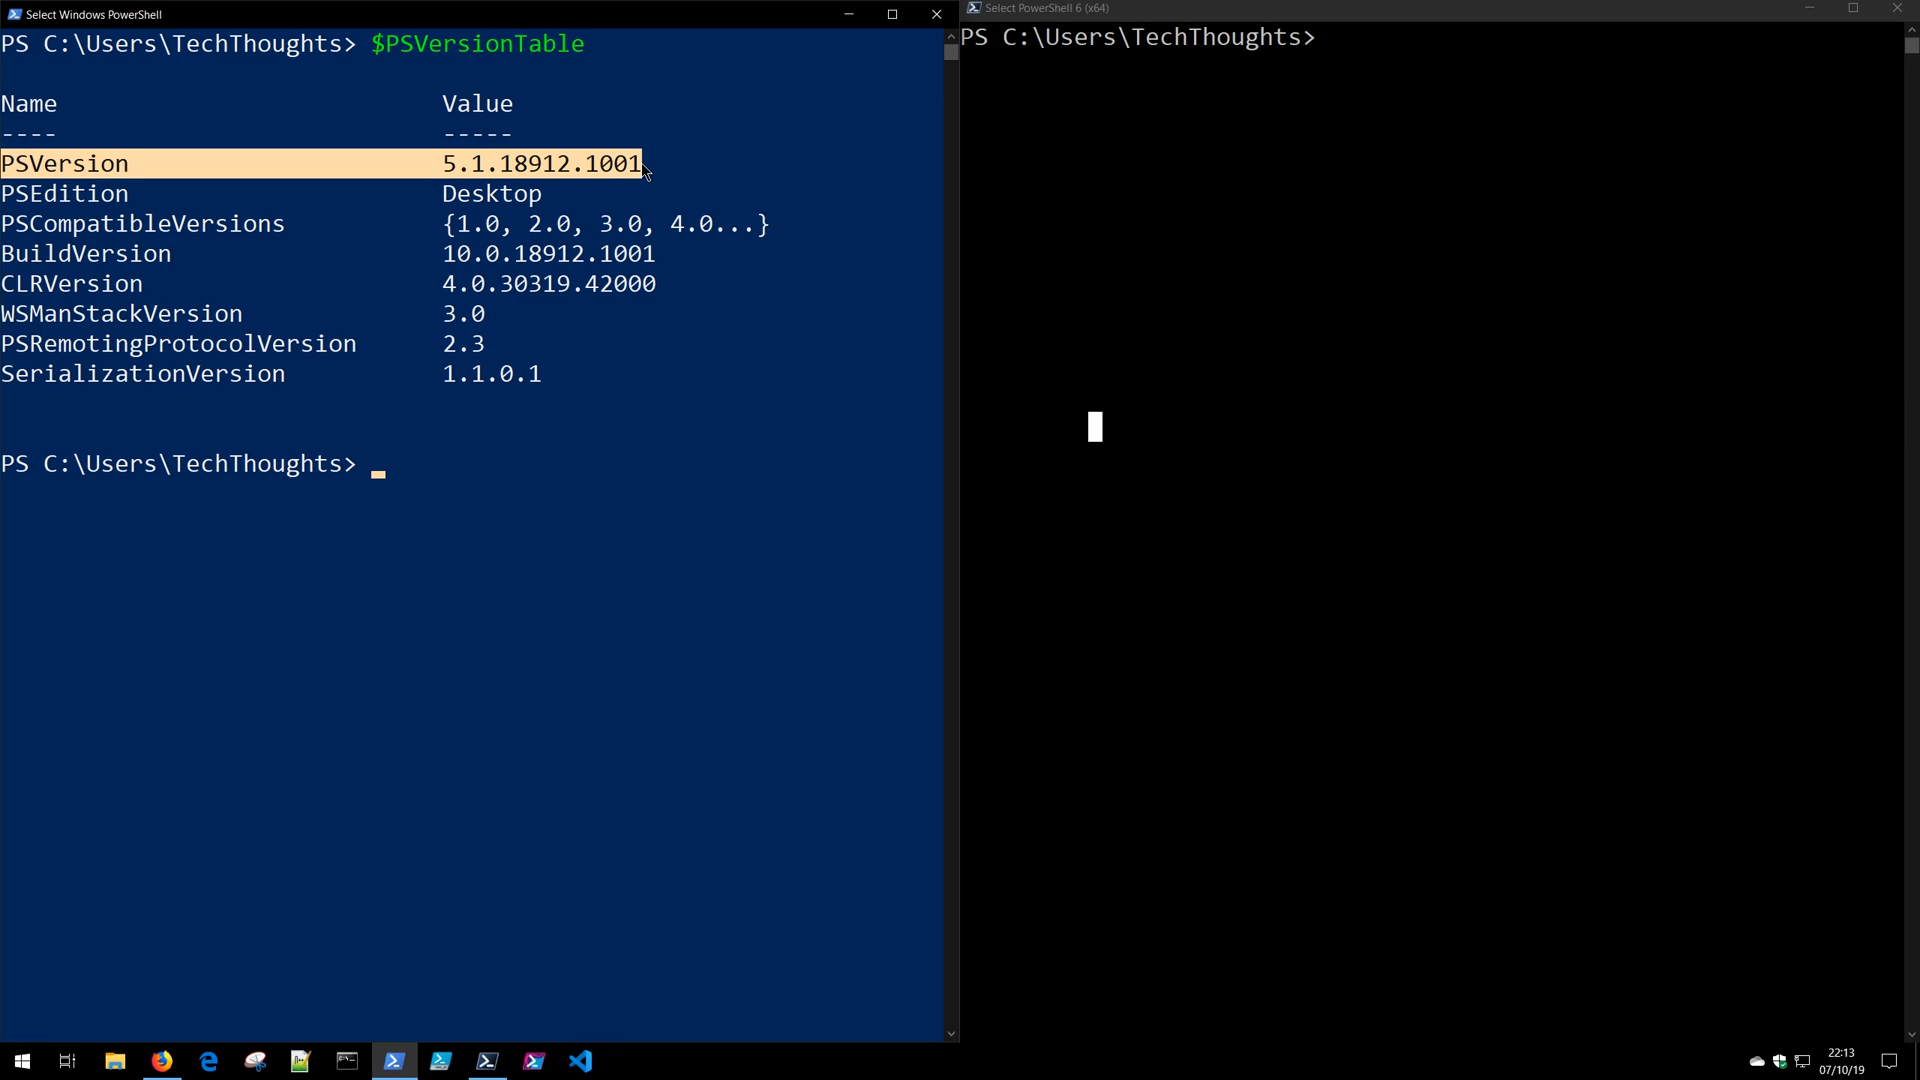 Select Windows PowerShell
PS C:\Users\TechThoughts> $PSVersionTable
Name                           Value
----                           -----
PSVersion                      5.1.18912.1001
PSEdition                      Desktop
PSCompatibleVersions           {1.0, 2.0, 3.0, 4.0...}
BuildVersion                   10.0.18912.1001
CLRVersion                     4.0.30319.42000
WSManStackVersion              3.0
PSRemotingProtocolVersion      2.3
SerializationVersion           1.1.0.1
PS C:\Users\TechThoughts>
Select PowerShell 6 (x64)
PS C:\Users\TechThoughts>
22:13
07/10/19